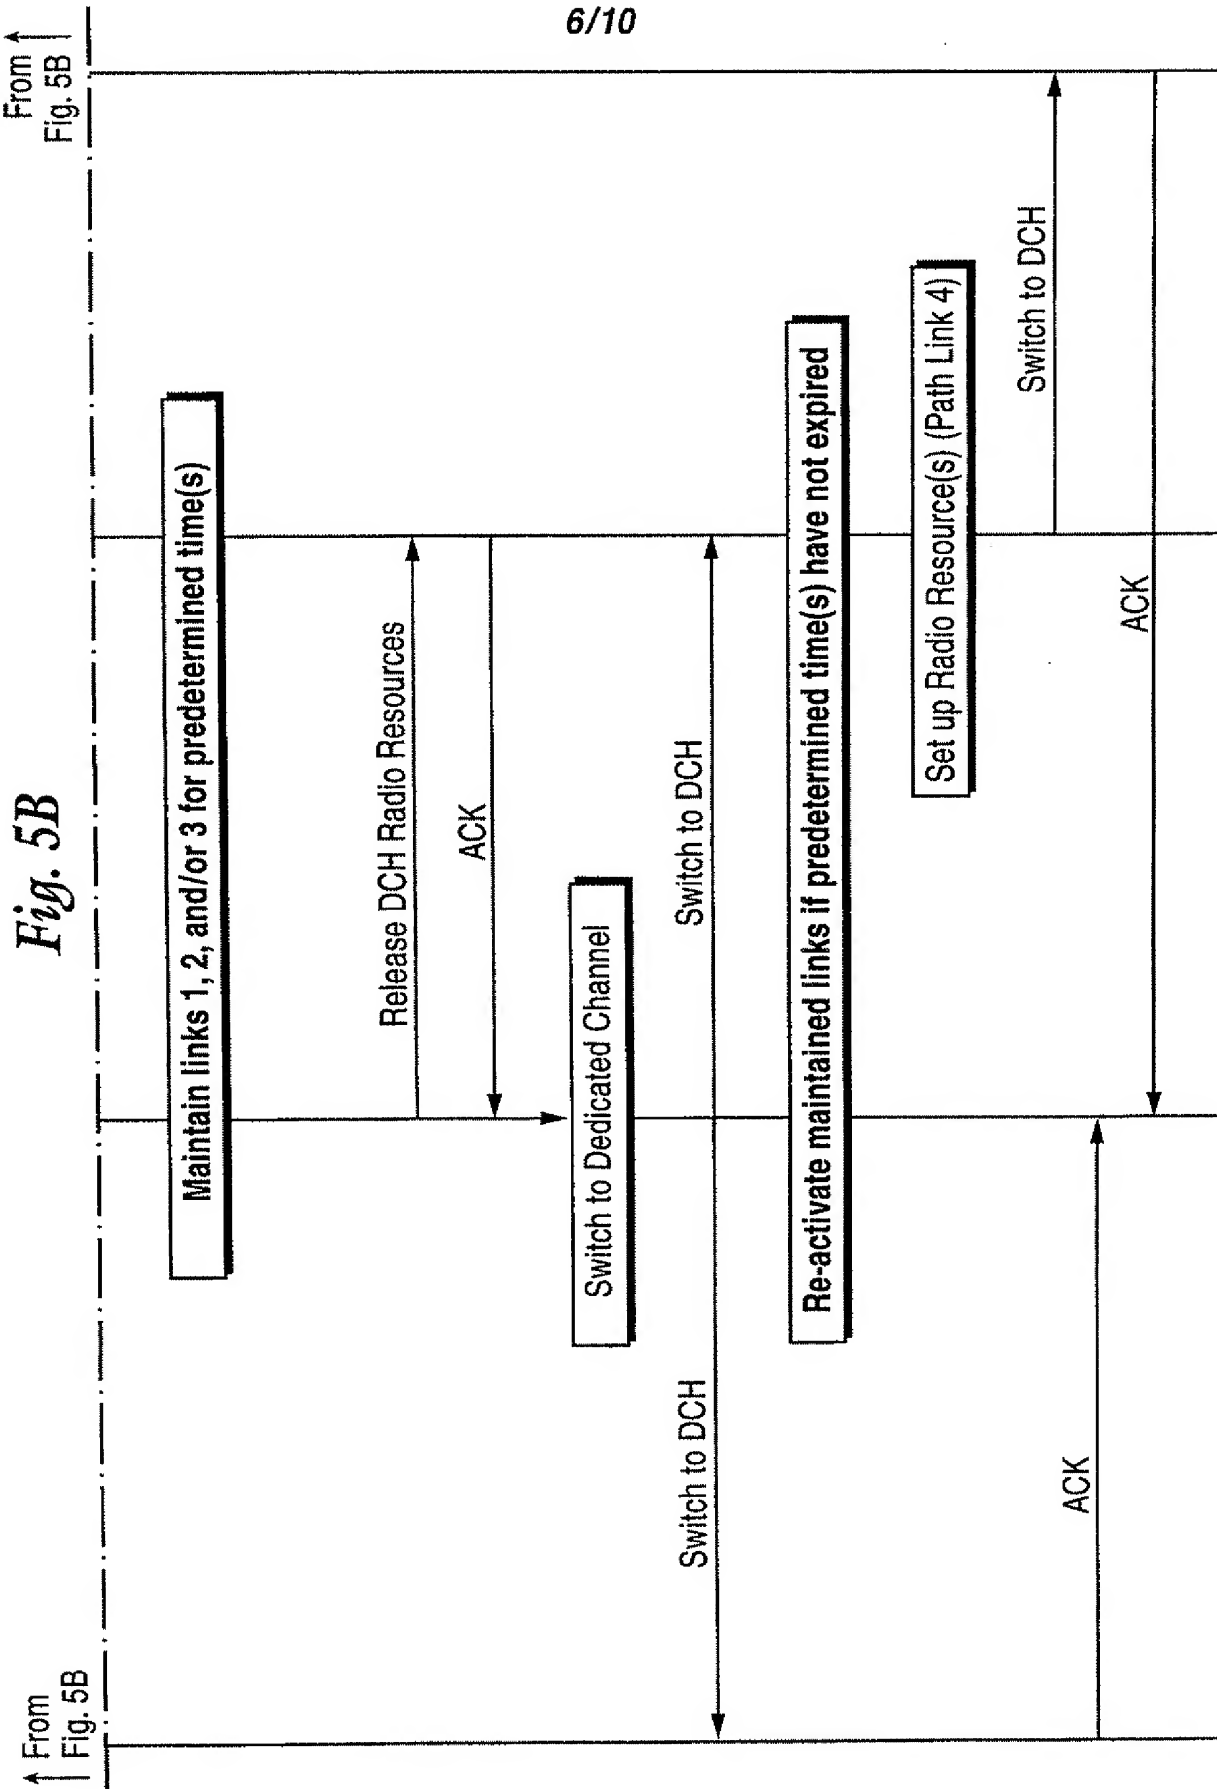 6/10
From
Fig. 5B
From
Fig. 5B
Fig. 5B
Maintain links 1, 2, and/or 3 for predetermined time(s)
Release DCH Radio Resources
ACK
Switch to Dedicated Channel
Switch to DCH
Switch to DCH
Re-activate maintained links if predetermined time(s) have not expired
Set up Radio Resource(s) (Path Link 4)
Switch to DCH
ACK
ACK